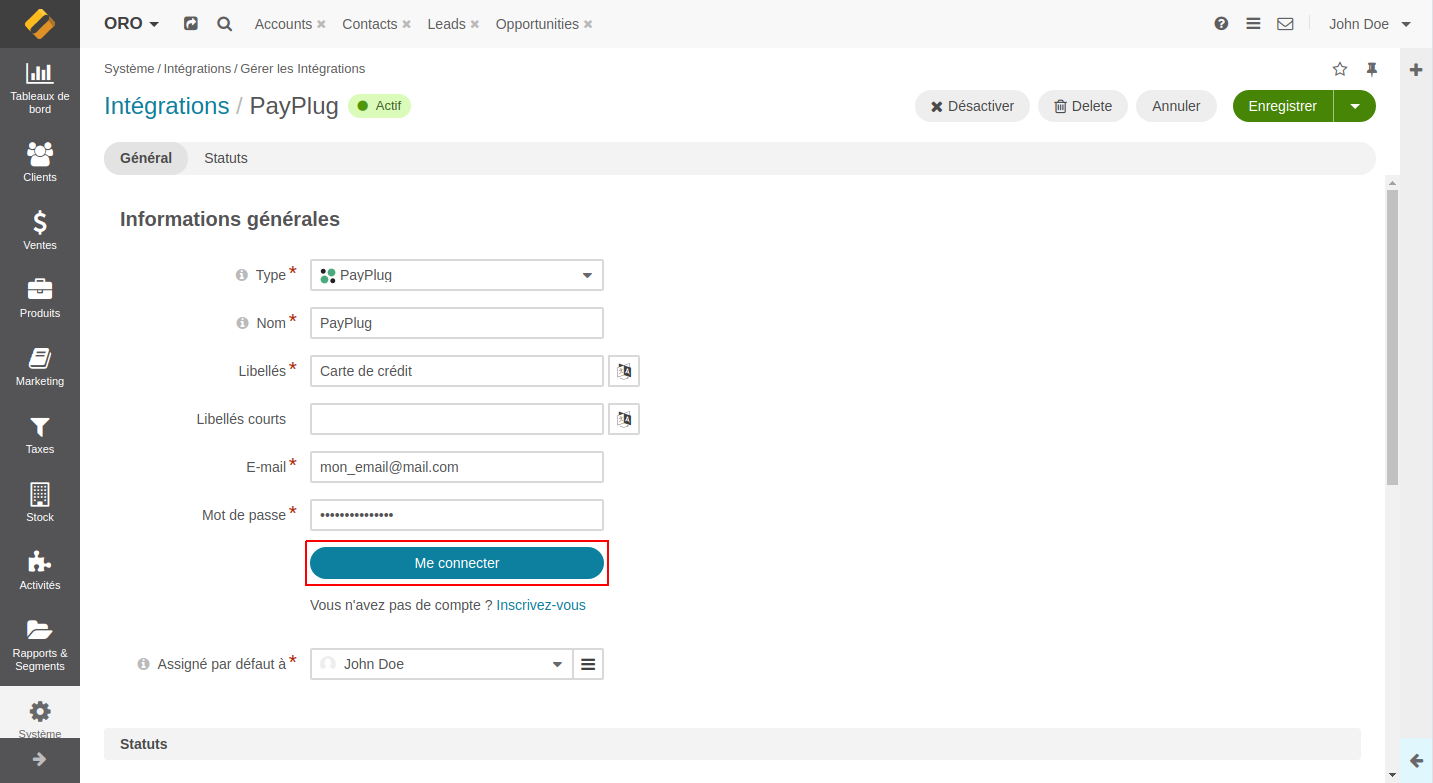 ORO
Accounts
Contacts
Leads
Opportunities
John Doe
Tableaux de
bord
Clients
Ventes
Produits
Marketing
Taxes
Stock
Activités
Rapports &
Segments
Système
Système / Intégrations / Gérer les Intégrations
Intégrations / PayPlug
Actif
Désactiver
Delete
Annuler
Enregistrer
Général
Statuts
Informations générales
Type*
PayPlug
Nom*
PayPlug
Libellés*
Carte de crédit
Libellés courts
E-mail*
mon_email@mail.com
Mot de passe*
•••••••••••••••
Me connecter
Vous n'avez pas de compte ? Inscrivez-vous
Assigné par défaut à*
John Doe
Statuts